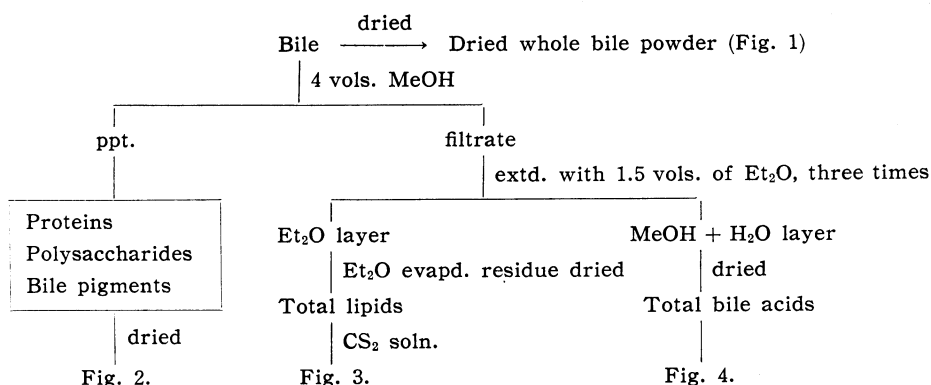 dried
Bile Dried whole bile powder (Fig. 1)
4 vols. MeOH
ppt. filtrate
extd. with 1.5 vols. of Et₂O, three times
Proteins
Polysaccharides
Bile pigments
Et₂O layer MeOH + H₂O layer
Et₂O evapd. residue dried dried
Total lipids Total bile acids
dried CS₂ soln.
Fig. 2. Fig. 3. Fig. 4.